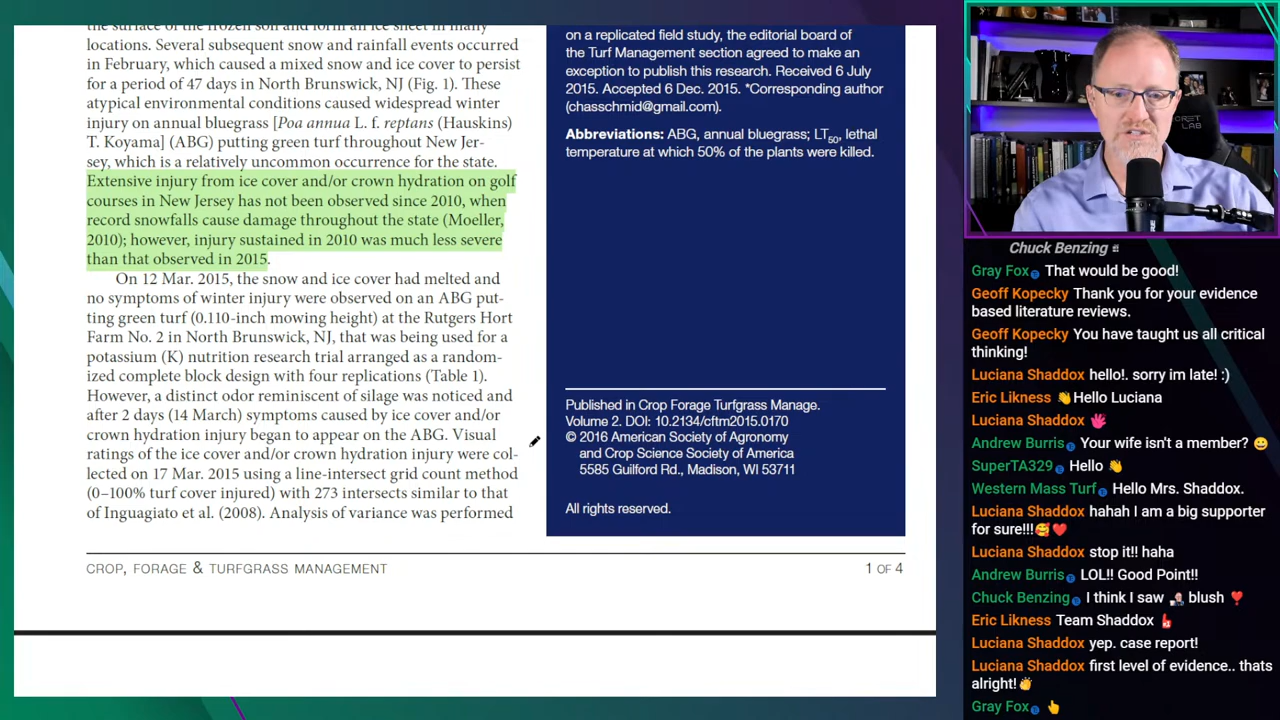 the surface of the frozen soil and form an ice sheet in many
locations. Several subsequent snow and rainfall events occurred
in February, which caused a mixed snow and ice cover to persist
for a period of 47 days in North Brunswick, NJ (Fig. 1). These
atypical environmental conditions caused widespread winter
injury on annual bluegrass [Poa annua L. f. reptans (Hauskins)
T. Koyama] (ABG) putting green turf throughout New Jer-
sey, which is a relatively uncommon occurrence for the state.
Extensive injury from ice cover and/or crown hydration on golf
courses in New Jersey has not been observed since 2010, when
record snowfalls cause damage throughout the state (Moeller,
2010); however, injury sustained in 2010 was much less severe
than that observed in 2015.
On 12 Mar. 2015, the snow and ice cover had melted and
no symptoms of winter injury were observed on an ABG put-
ting green turf (0.110-inch mowing height) at the Rutgers Hort
Farm No. 2 in North Brunswick, NJ, that was being used for a
potassium (K) nutrition research trial arranged as a random-
ized complete block design with four replications (Table 1).
However, a distinct odor reminiscent of silage was noticed and
after 2 days (14 March) symptoms caused by ice cover and/or
crown hydration injury began to appear on the ABG. Visual
ratings of the ice cover and/or crown hydration injury were col-
lected on 17 Mar. 2015 using a line-intersect grid count method
(0–100% turf cover injured) with 273 intersects similar to that
of Inguagiato et al. (2008). Analysis of variance was performed
on a replicated field study, the editorial board of
the Turf Management section agreed to make an
exception to publish this research. Received 6 July
2015. Accepted 6 Dec. 2015. *Corresponding author
(chasschmid@gmail.com).
Abbreviations: ABG, annual bluegrass; LT50, lethal
temperature at which 50% of the plants were killed.
Published in Crop Forage Turfgrass Manage.
Volume 2. DOI: 10.2134/cftm2015.0170
© 2016 American Society of Agronomy
and Crop Science Society of America
5585 Guilford Rd., Madison, WI 53711
All rights reserved.
CROP, FORAGE & TURFGRASS MANAGEMENT
1 OF 4
Chuck Benzing
Gray Fox That would be good!
Geoff Kopecky Thank you for your evidence
based literature reviews.
Geoff Kopecky You have taught us all critical
thinking!
Luciana Shaddox hello!. sorry im late! :)
Eric Likness 👋Hello Luciana
Luciana Shaddox 👋
Andrew Burris Your wife isn't a member? 😀
SuperTA329 Hello 👋
Western Mass Turf Hello Mrs. Shaddox.
Luciana Shaddox hahah I am a big supporter
for sure!!!🥰❤️
Luciana Shaddox stop it!! haha
Andrew Burris LOL!! Good Point!!
Chuck Benzing I think I saw blush ❣️
Eric Likness Team Shaddox
Luciana Shaddox yep. case report!
Luciana Shaddox first level of evidence.. thats
alright!👏
Gray Fox 👆